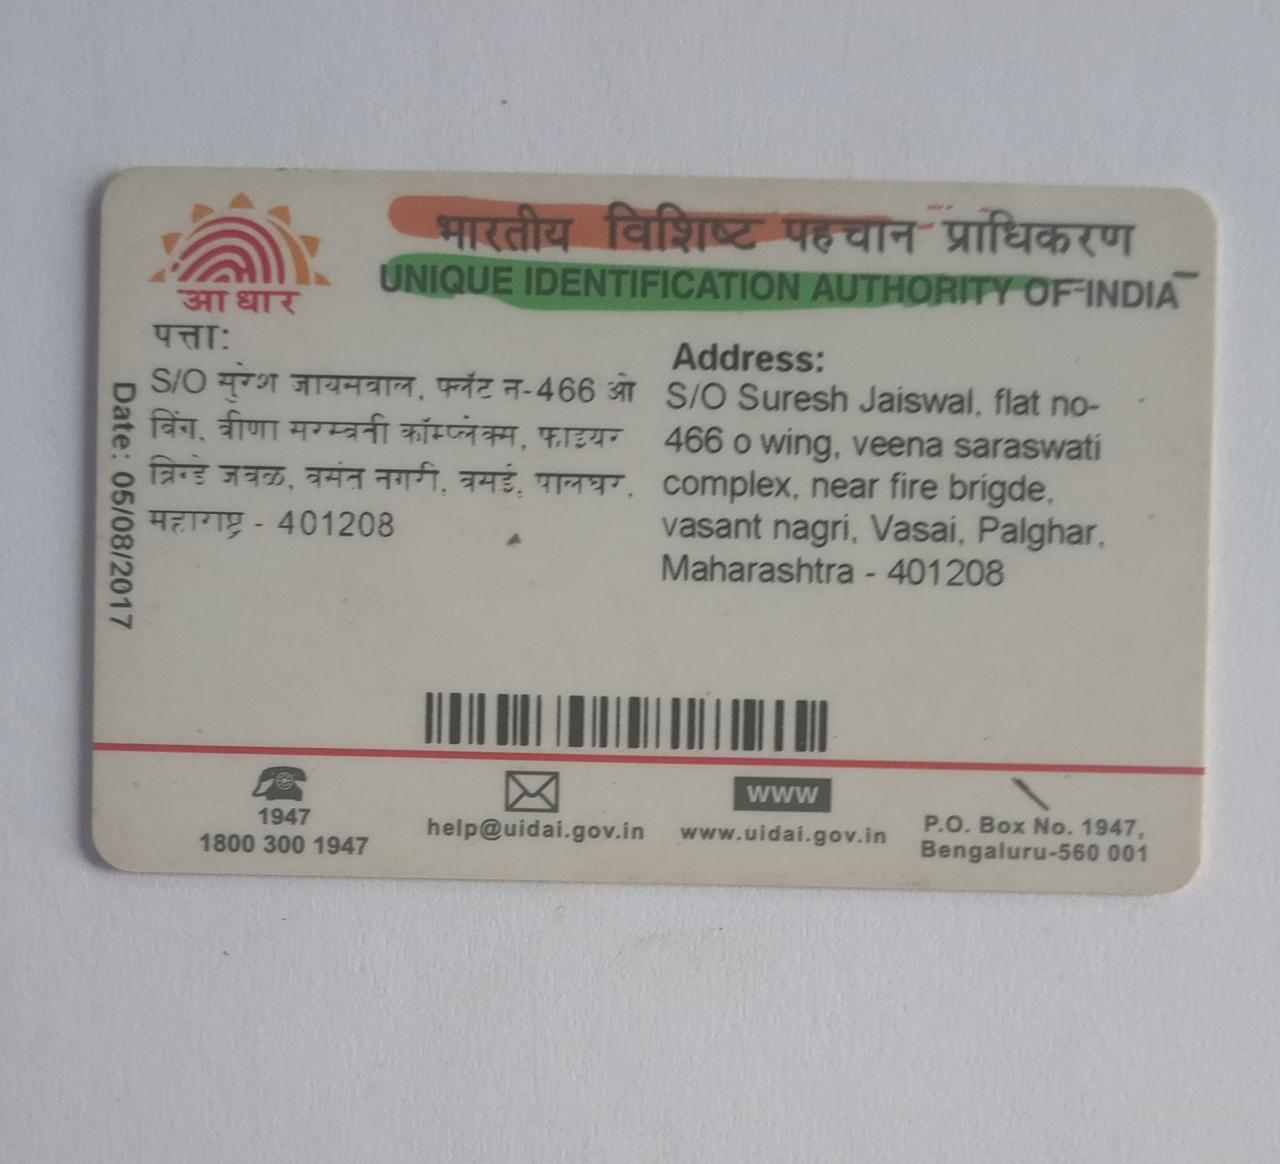 भारतीय विशिष्ट पहचान प्राधिकरण
UNIQUE IDENTIFICATION AUTHORITY OF INDIA
आधार
पत्ता:
S/O सुरेश जायसवाल, फ्लॅट न-466 ओ
विंग, वीणा सरस्वती कॉम्प्लेक्स, फायर
ब्रिग्डे जवळ, वसंत नगरी, वसई, पालघर,
महाराष्ट्र - 401208
Address:
S/O Suresh Jaiswal, flat no-
466 o wing, veena saraswati
complex, near fire brigde,
vasant nagri, Vasai, Palghar,
Maharashtra - 401208
Date: 05/08/2017
1947
1800 300 1947
help@uidai.gov.in
www
www.uidai.gov.in
P.O. Box No. 1947,
Bengaluru-560 001